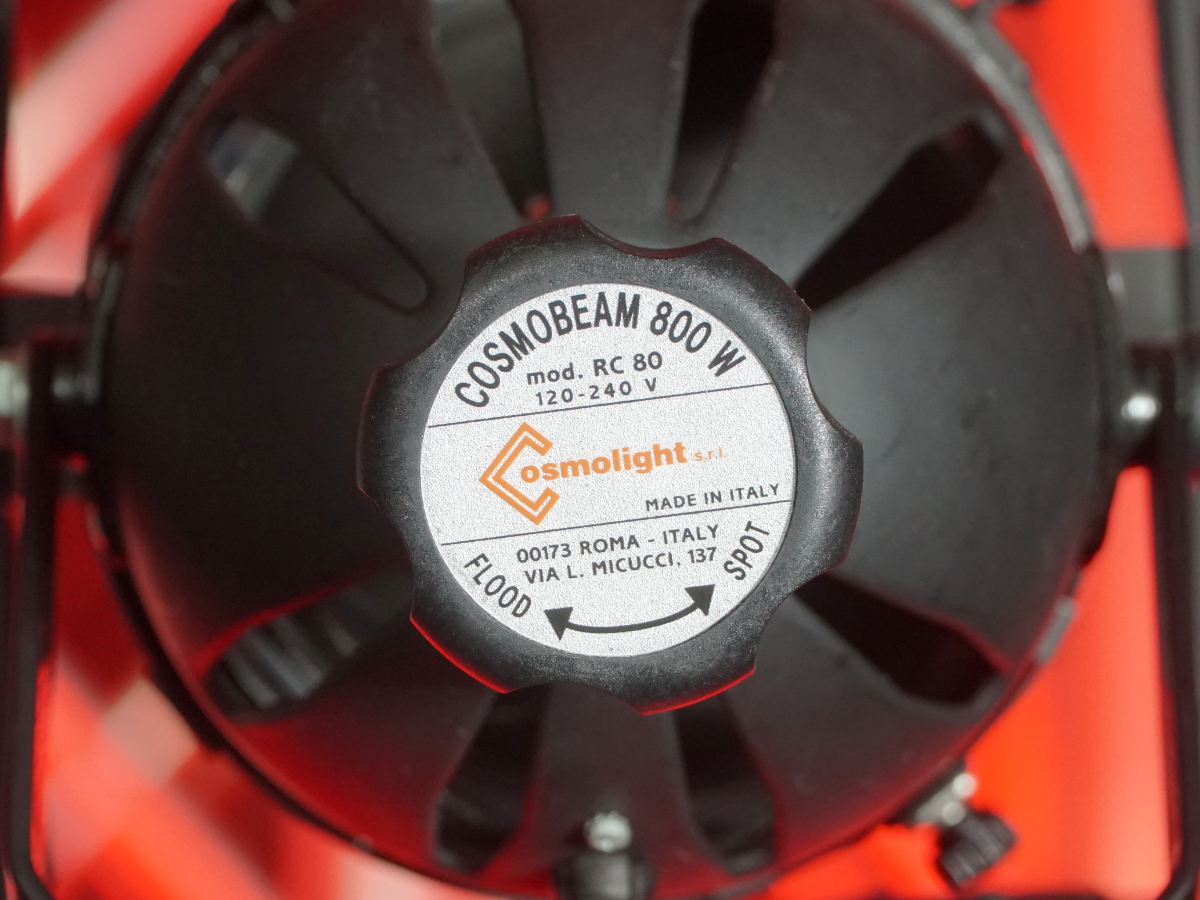 COSMOBEAM 800 W
mod. RC 80
120-240 V
Cosmolight s.r.l.
MADE IN ITALY
00173 ROMA - ITALY
VIA L. MICUCCI, 137
FLOOD
SPOT